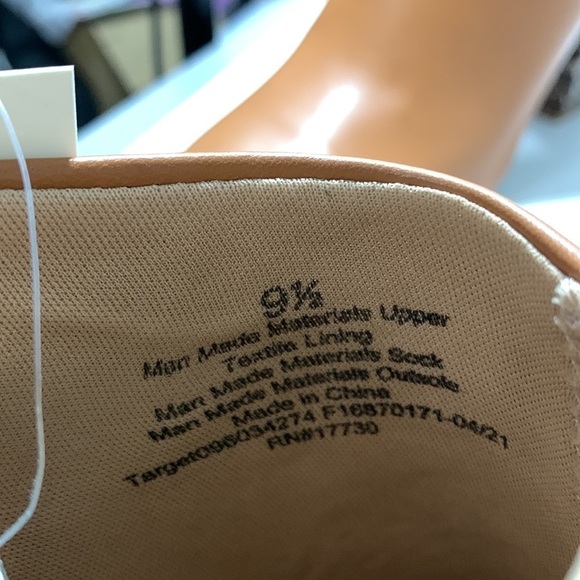 9½
Man Made Materials Upper
Textile Lining
Man Made Materials Sock
Man Made Materials Outsole
Made in China
Target096034274 F16870171-04/21
RN#17730